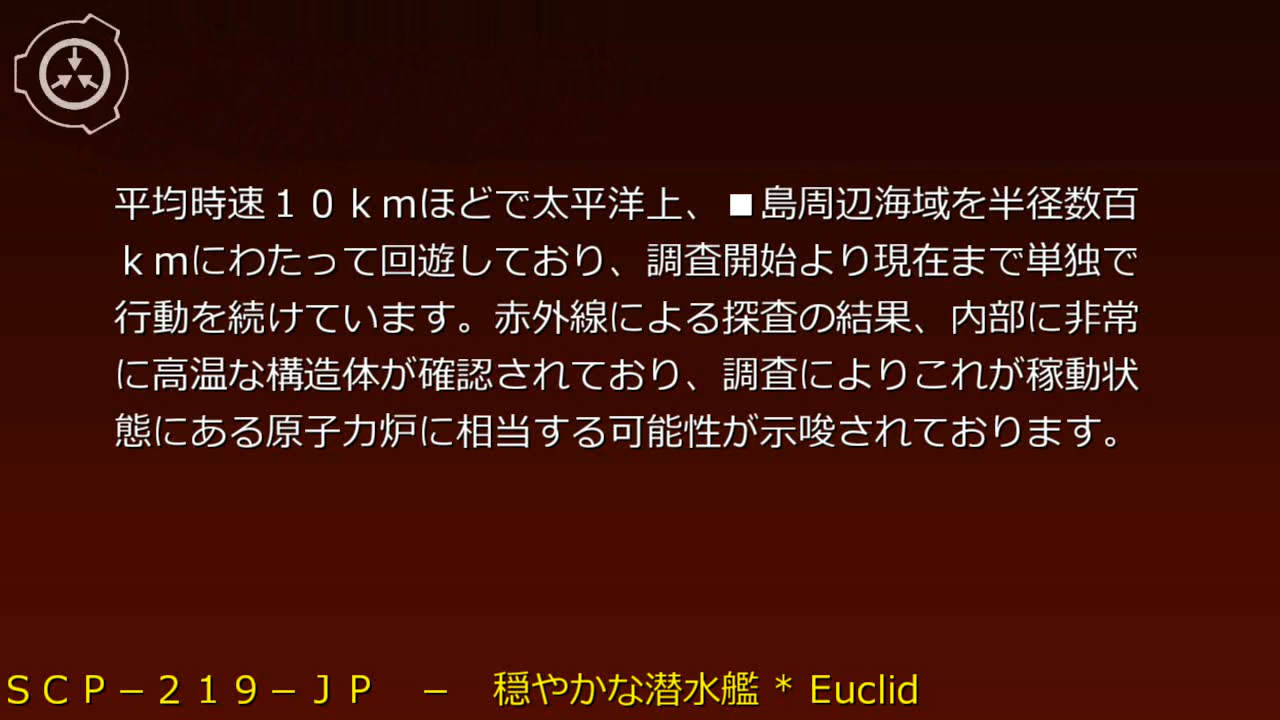 平均時速１０ｋｍほどで太平洋上、■島周辺海域を半径数百
ｋｍにわたって回遊しており、調査開始より現在まで単独で
行動を続けています。赤外線による探査の結果、内部に非常
に高温な構造体が確認されており、調査によりこれが稼動状
態にある原子力炉に相当する可能性が示唆されております。
ＳＣＰ－２１９－ＪＰ　－　穏やかな潜水艦 * Euclid